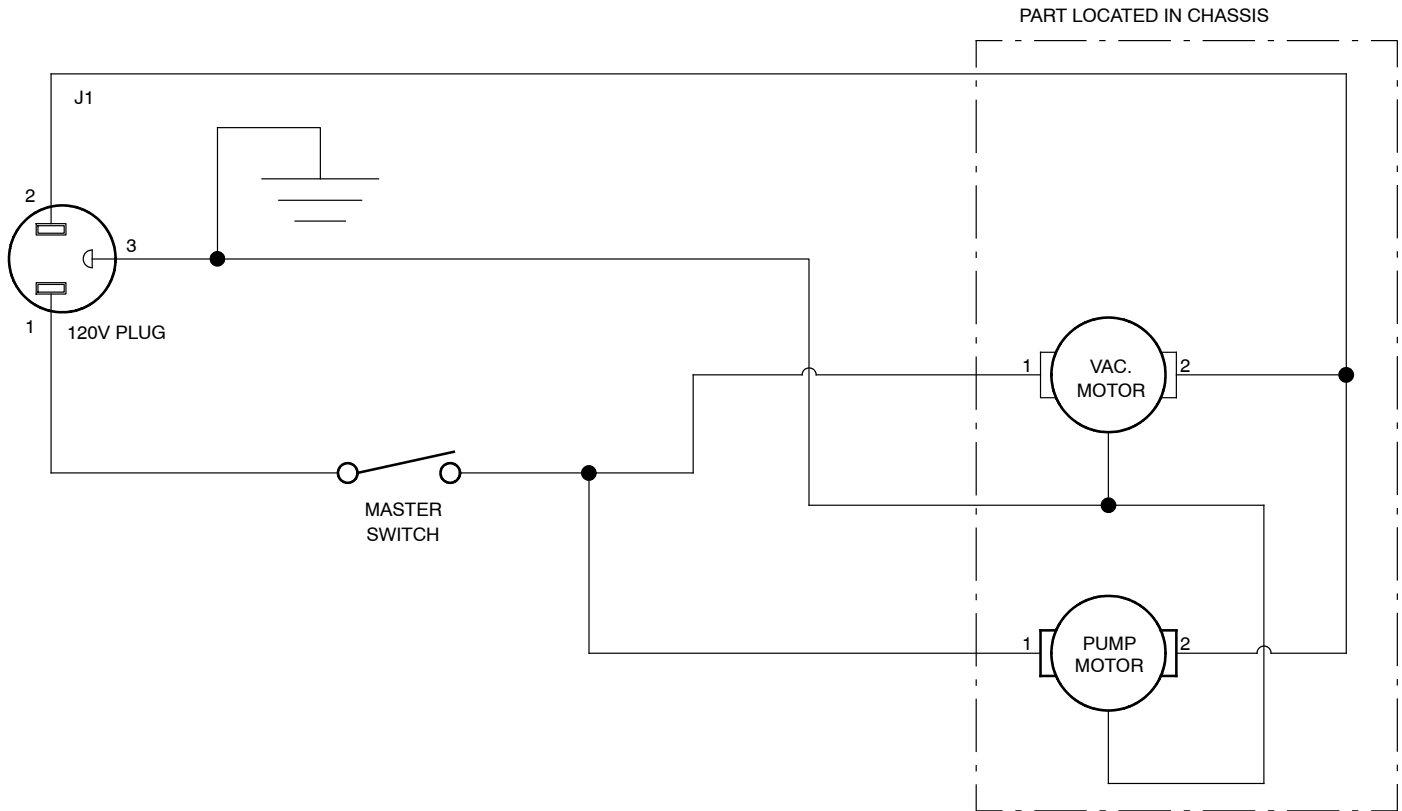 PART LOCATED IN CHASSIS
J1
2
3
1
120V PLUG
MASTER
SWITCH
1
VAC.
MOTOR
2
1
PUMP
MOTOR
2